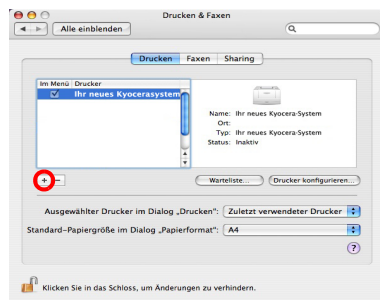 Drucken & Faxen
Alle einblenden
Drucken Faxen Sharing
Im Menü Drucker
Ihr neues Kyocerasystem
Name: Ihr neues Kyocera-System
Ort:
Typ: Ihr neues Kyocera-System
Status: Inaktiv
+ −
Warteliste... Drucker konfigurieren...
Ausgewählter Drucker im Dialog „Drucken“: Zuletzt verwendeter Drucker
Standard-Papiergröße im Dialog „Papierformat“: A4
?
Klicken Sie in das Schloss, um Änderungen zu verhindern.